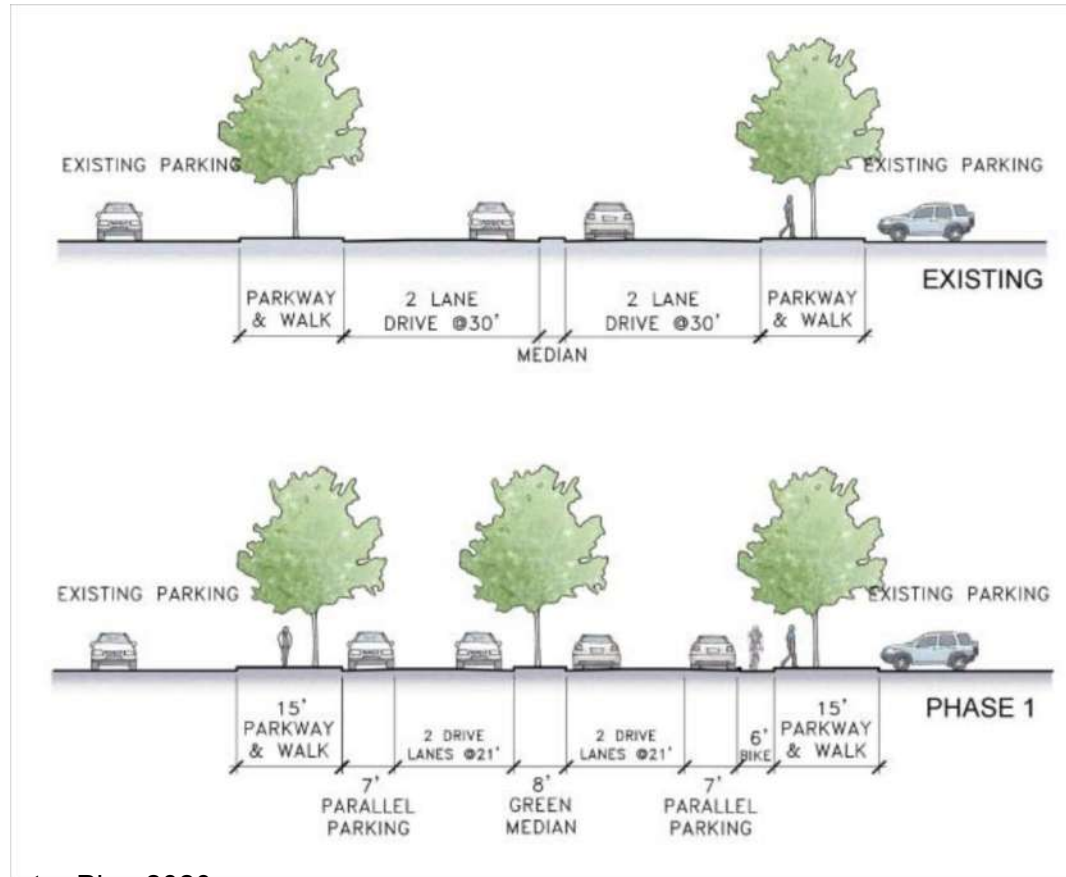 EXISTING PARKING
EXISTING PARKING
EXISTING
PARKWAY
& WALK
2 LANE
DRIVE @30'
2 LANE
DRIVE @30'
PARKWAY
& WALK
MEDIAN
EXISTING PARKING
EXISTING PARKING
PHASE 1
15'
PARKWAY
& WALK
2 DRIVE
LANES @21'
2 DRIVE
LANES @21'
6'
BIKE
15'
PARKWAY
& WALK
7'
PARALLEL
PARKING
8'
GREEN
MEDIAN
7'
PARALLEL
PARKING